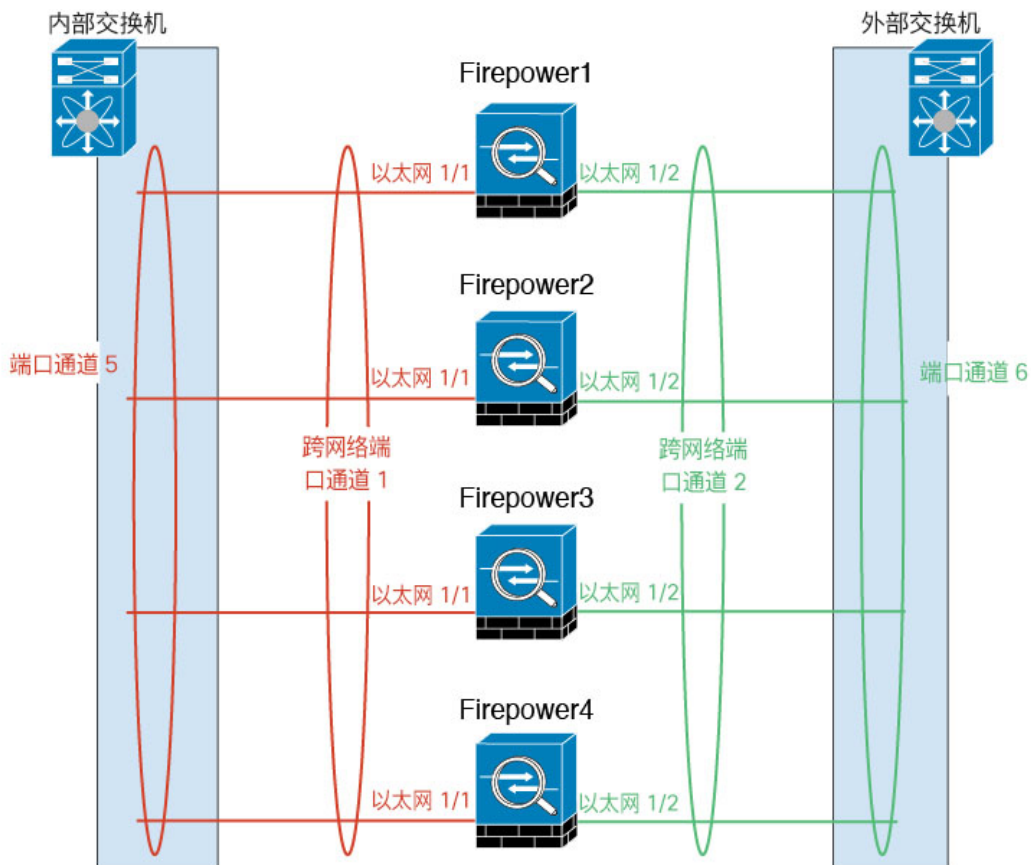 内部交换机
外部交换机
Firepower1
以太网 1/1
以太网 1/2
Firepower2
端口通道 5
以太网 1/1
以太网 1/2
端口通道 6
跨网络端
口通道 1
跨网络端
口通道 2
Firepower3
以太网 1/1
以太网 1/2
Firepower4
以太网 1/1
以太网 1/2